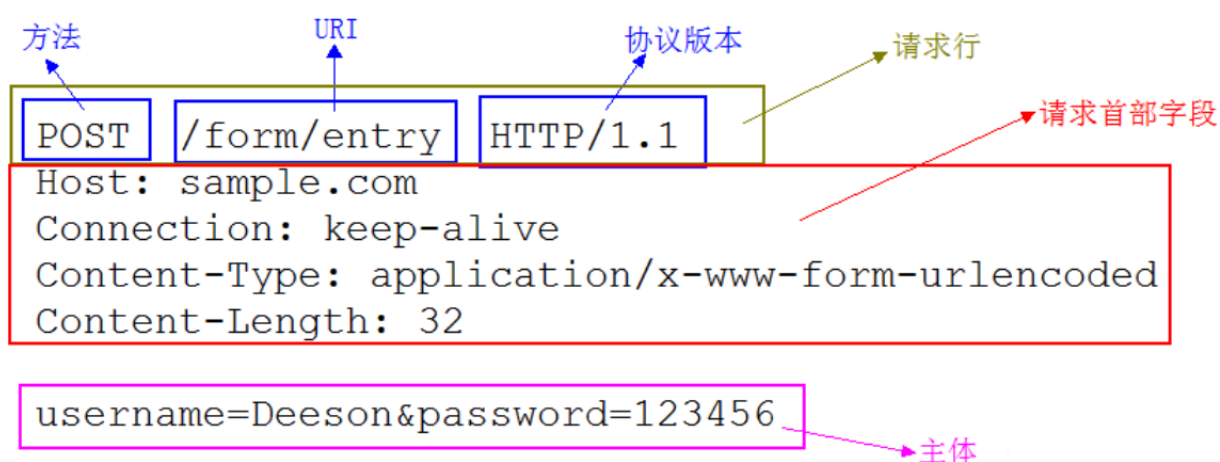 方法
URI
协议版本
请求行
POST /form/entry HTTP/1.1
请求首部字段
Host: sample.com
Connection: keep-alive
Content-Type: application/x-www-form-urlencoded
Content-Length: 32
username=Deeson&password=123456
主体